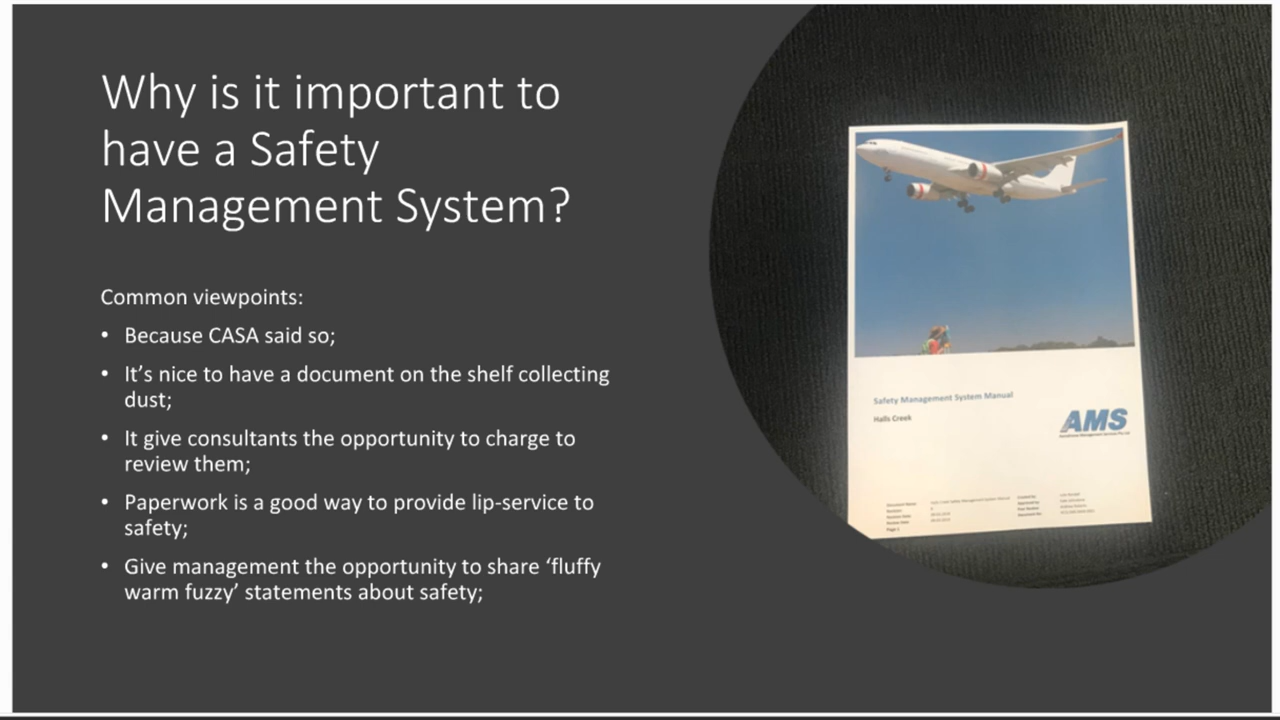 Why is it important to
have a Safety
Management System?
Common viewpoints:
• Because CASA said so;
• It’s nice to have a document on the shelf collecting
dust;
• It give consultants the opportunity to charge to
review them;
• Paperwork is a good way to provide lip-service to
safety;
• Give management the opportunity to share ‘fluffy
warm fuzzy’ statements about safety;
Safety Management System Manual
Halls Creek
AMS